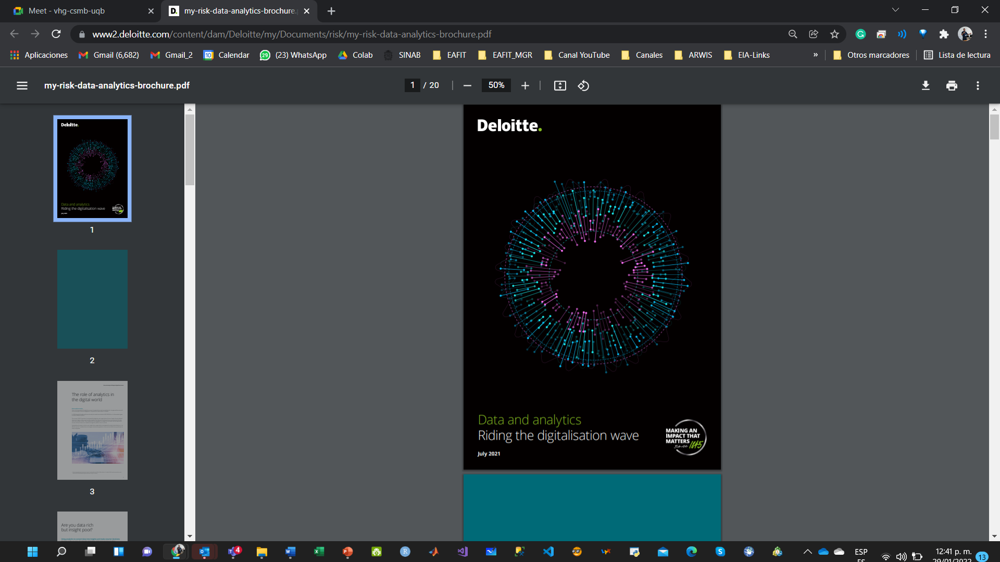 Meet - vhg-csmb-uqb
D.
my-risk-data-analytics-brochure.
www2.deloitte.com/content/dam/Deloitte/my/Documents/risk/my-risk-data-analytics-brochure.pdf
Aplicaciones
Gmail (6,682)
Gmail_2
10
Calendar
29
(23) WhatsApp
Colab
SINAB
EAFIT
EAFIT_MGR
Canal YouTube
Canales
ARWIS
EIA-Links
»
Otros marcadores
Lista de lectura
my-risk-data-analytics-brochure.pdf
1 / 20
50%
Deloitte.
Data and analytics
Riding the digitalisation wave
July 2021
1
2
The role of analytics in
the digital world
3
Are you data rich
but insight poor?
Deloitte.
Data and analytics
Riding the digitalisation wave
July 2021
MAKING AN
IMPACT THAT
MATTERS
since 1845
4
ESP
12:41 p. m.
13